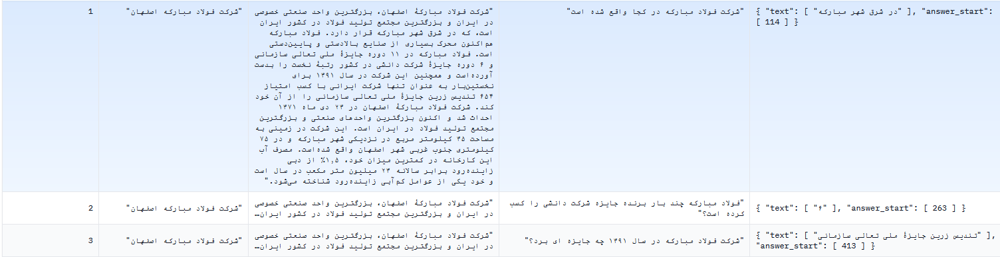 1
"شرکت فولاد مبارکه اصفهان"
"شرکت فولاد مبارکهٔ اصفهان، بزرگترین واحد صنعتی خصوصی
در ایران و بزرگترین مجتمع تولید فولاد در کشور ایران
است، که در شرق شهر مبارکه قرار دارد. فولاد مبارکه
هم‌اکنون محرک بسیاری از صنایع بالادستی و پایین‌دستی
است. فولاد مبارکه در ۱۱ دوره جایزهٔ ملی تعالی سازمانی
و ۶ دوره جایزهٔ شرکت دانشی در کشور رتبهٔ نخست را بدست
آورده‌است و همچنین این شرکت در سال ۱۳۹۱ برای
نخستین‌بار به عنوان تنها شرکت ایرانی با کسب امتیاز
۶۵۴ تندیس زرین جایزهٔ ملی تعالی سازمانی را از آن خود
کند. شرکت فولاد مبارکهٔ اصفهان در ۲۳ دی ماه ۱۳۷۱
احداث شد و اکنون بزرگترین واحدهای صنعتی و بزرگترین
مجتمع تولید فولاد در ایران است. این شرکت در زمینی به
مساحت ۳۵ کیلومتر مربع در نزدیکی شهر مبارکه و در ۷۵
کیلومتری جنوب غربی شهر اصفهان واقع شده‌است. مصرف آب
این کارخانه در کمترین میزان خود، ۱٫۵٪ از دبی
زاینده‌رود برابر سالانه ۲۳ میلیون متر مکعب در سال است
و خود یکی از عوامل کم‌آبی زاینده‌رود شناخته می‌شود."
"شرکت فولاد مبارکه در کجا واقع شده است"
{ "text": [ "در شرق شهر مبارکه" ], "answer_start":
[ 114 ] }
2
"شرکت فولاد مبارکه اصفهان"
"شرکت فولاد مبارکهٔ اصفهان، بزرگترین واحد صنعتی خصوصی
در ایران و بزرگترین مجتمع تولید فولاد در کشور ایران…
"فولاد مبارکه چند بار برنده جایزه شرکت دانشی را کسب
کرده است؟"
{ "text": [ "۶" ], "answer_start": [ 263 ] }
3
"شرکت فولاد مبارکه اصفهان"
"شرکت فولاد مبارکهٔ اصفهان، بزرگترین واحد صنعتی خصوصی
در ایران و بزرگترین مجتمع تولید فولاد در کشور ایران…
"شرکت فولاد مبارکه در سال ۱۳۹۱ چه جایزه ای برد؟"
{ "text": [ "تندیس زرین جایزهٔ ملی تعالی سازمانی" ],
"answer_start": [ 413 ] }